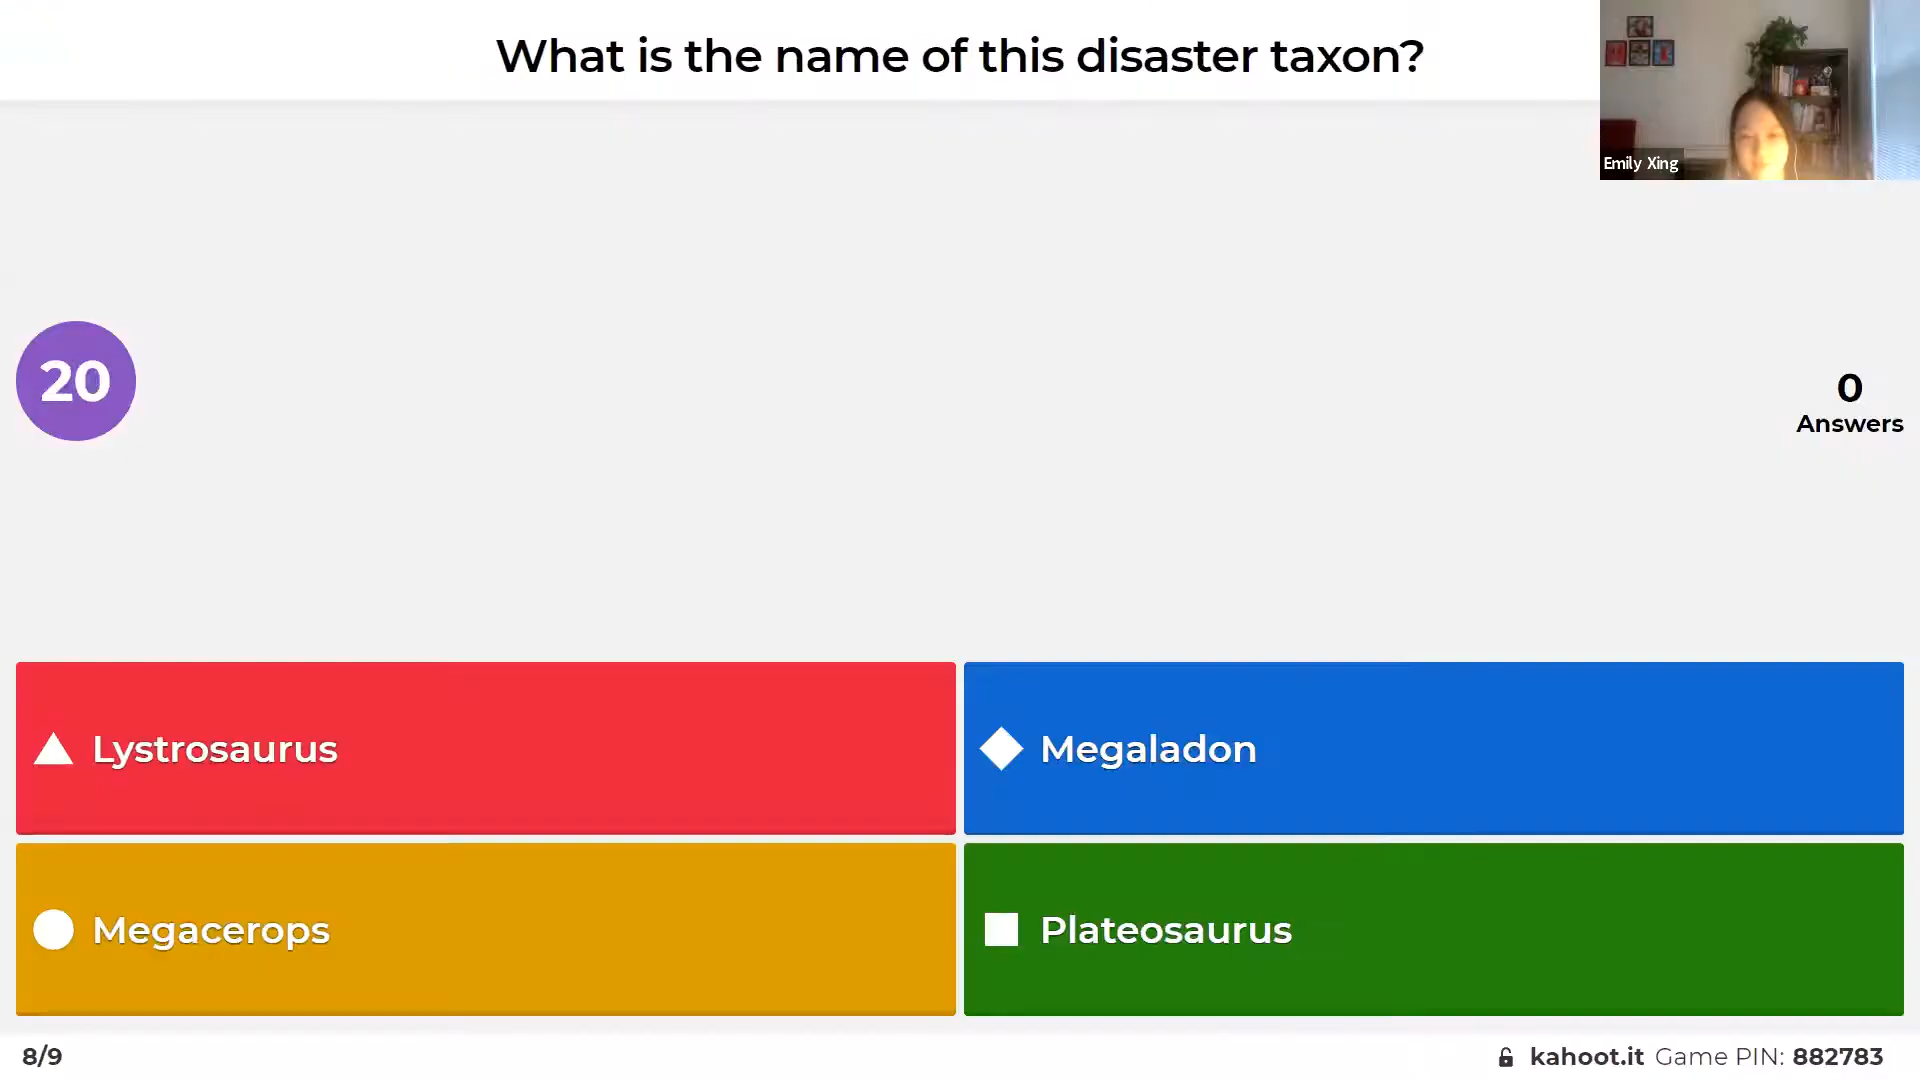 What is the name of this disaster taxon?
Emily Xing
20
0
Answers
Lystrosaurus
Megaladon
Megacerops
Plateosaurus
8/9
kahoot.it Game PIN: 882783